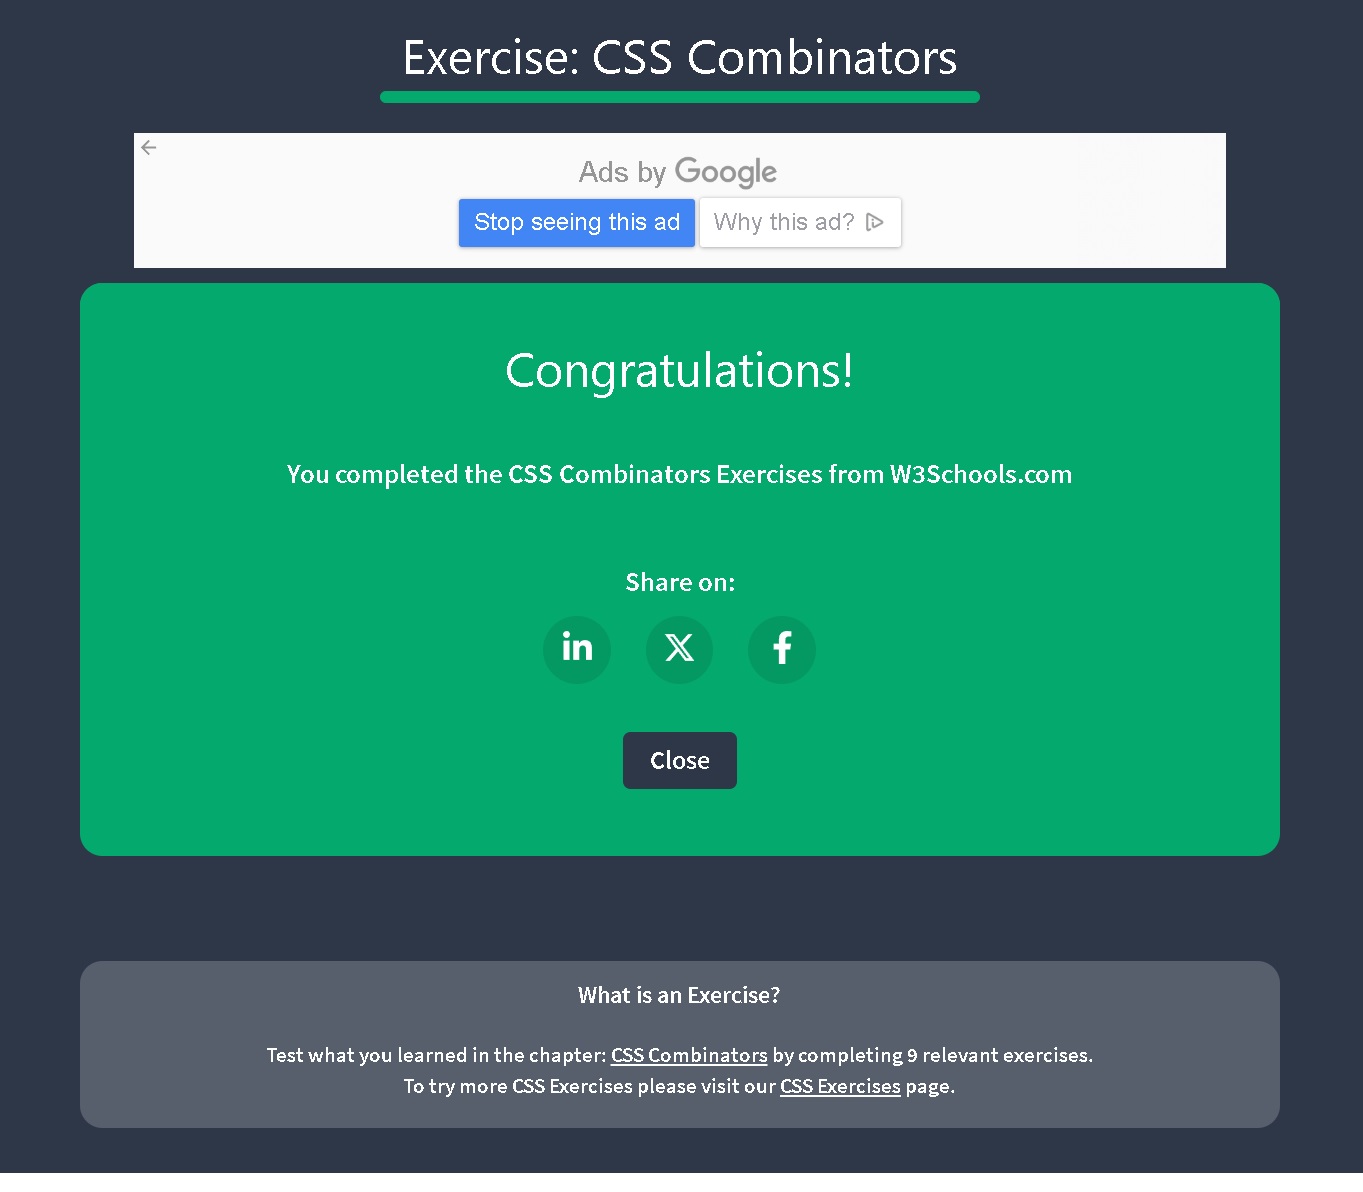 Exercise: CSS Combinators
Ads by Google
Stop seeing this ad
Why this ad?
Congratulations!
You completed the CSS Combinators Exercises from W3Schools.com
Share on:
in X f
Close
What is an Exercise?
Test what you learned in the chapter: CSS Combinators by completing 9 relevant exercises.
To try more CSS Exercises please visit our CSS Exercises page.